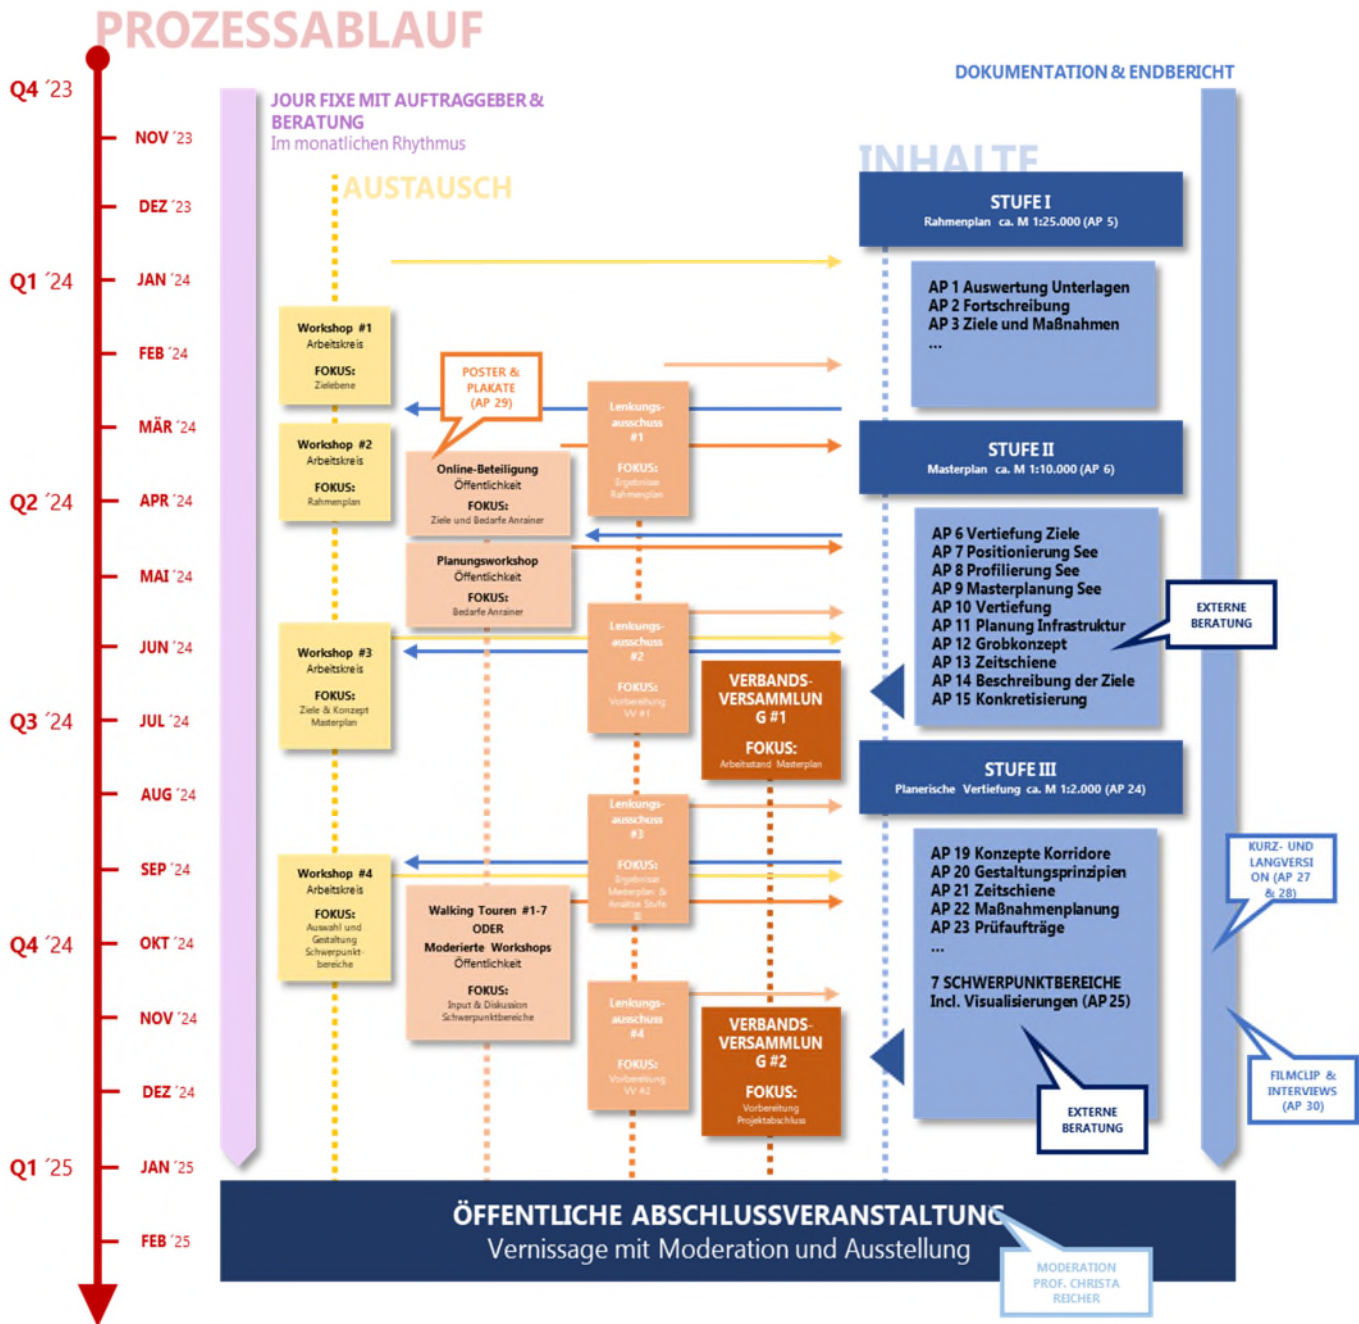 PROZESSABLAUF
Q4 ´23
NOV ´23
DEZ ´23
Q1 ´24
JAN ´24
FEB ´24
MÄR ´24
Q2 ´24
APR ´24
MAI ´24
JUN ´24
Q3 ´24
JUL ´24
AUG ´24
SEP ´24
Q4 ´24
OKT ´24
NOV ´24
DEZ ´24
Q1 ´25
JAN ´25
FEB ´25
JOUR FIXE MIT AUFTRAGGEBER &
BERATUNG
Im monatlichen Rhythmus
AUSTAUSCH
Workshop #1
Arbeitskreis
FOKUS:
Zielebene
Workshop #2
Arbeitskreis
FOKUS:
Rahmenplan
Workshop #3
Arbeitskreis
FOKUS:
Ziele & Konzept
Masterplan
Workshop #4
Arbeitskreis
FOKUS:
Auswahl und
Gestaltung
Schwerpunkt-
bereiche
POSTER &
PLAKATE
(AP 29)
Online-Beteiligung
Öffentlichkeit
FOKUS:
Ziele und Bedarfe Anrainer
Planungsworkshop
Öffentlichkeit
FOKUS:
Bedarfe Anrainer
Walking Touren #1-7
ODER
Moderierte Workshops
Öffentlichkeit
FOKUS:
Input & Diskussion
Schwerpunktbereiche
Lenkungs-
ausschuss
#1
FOKUS:
Ergebnisse
Rahmenplan
Lenkungs-
ausschuss
#2
FOKUS:
Vorbereitung
VV #1
Lenkungs-
ausschuss
#3
FOKUS:
Ergebnisse
Masterplan &
Ansätze Stufe
III
Lenkungs-
ausschuss
#4
FOKUS:
Vorbereitung
VV #2
VERBANDS-
VERSAMMLUN
G #1
FOKUS:
Arbeitsstand Masterplan
VERBANDS-
VERSAMMLUN
G #2
FOKUS:
Vorbereitung
Projektabschluss
DOKUMENTATION & ENDBERICHT
INHALTE
STUFE I
Rahmenplan ca. M 1:25.000 (AP 5)
AP 1 Auswertung Unterlagen
AP 2 Fortschreibung
AP 3 Ziele und Maßnahmen
...
STUFE II
Masterplan ca. M 1:10.000 (AP 6)
AP 6 Vertiefung Ziele
AP 7 Positionierung See
AP 8 Profilierung See
AP 9 Masterplanung See
AP 10 Vertiefung
AP 11 Planung Infrastruktur
AP 12 Grobkonzept
AP 13 Zeitschiene
AP 14 Beschreibung der Ziele
AP 15 Konkretisierung
EXTERNE
BERATUNG
STUFE III
Planerische Vertiefung ca. M 1:2.000 (AP 24)
AP 19 Konzepte Korridore
AP 20 Gestaltungsprinzipien
AP 21 Zeitschiene
AP 22 Maßnahmenplanung
AP 23 Prüfaufträge
...
7 SCHWERPUNKTBEREICHE
Incl. Visualisierungen (AP 25)
EXTERNE
BERATUNG
KURZ- UND
LANGVERSI
ON (AP 27
& 28)
FILMCLIP &
INTERVIEWS
(AP 30)
ÖFFENTLICHE ABSCHLUSSVERANSTALTUNG
Vernissage mit Moderation und Ausstellung
MODERATION
PROF. CHRISTA
REICHER